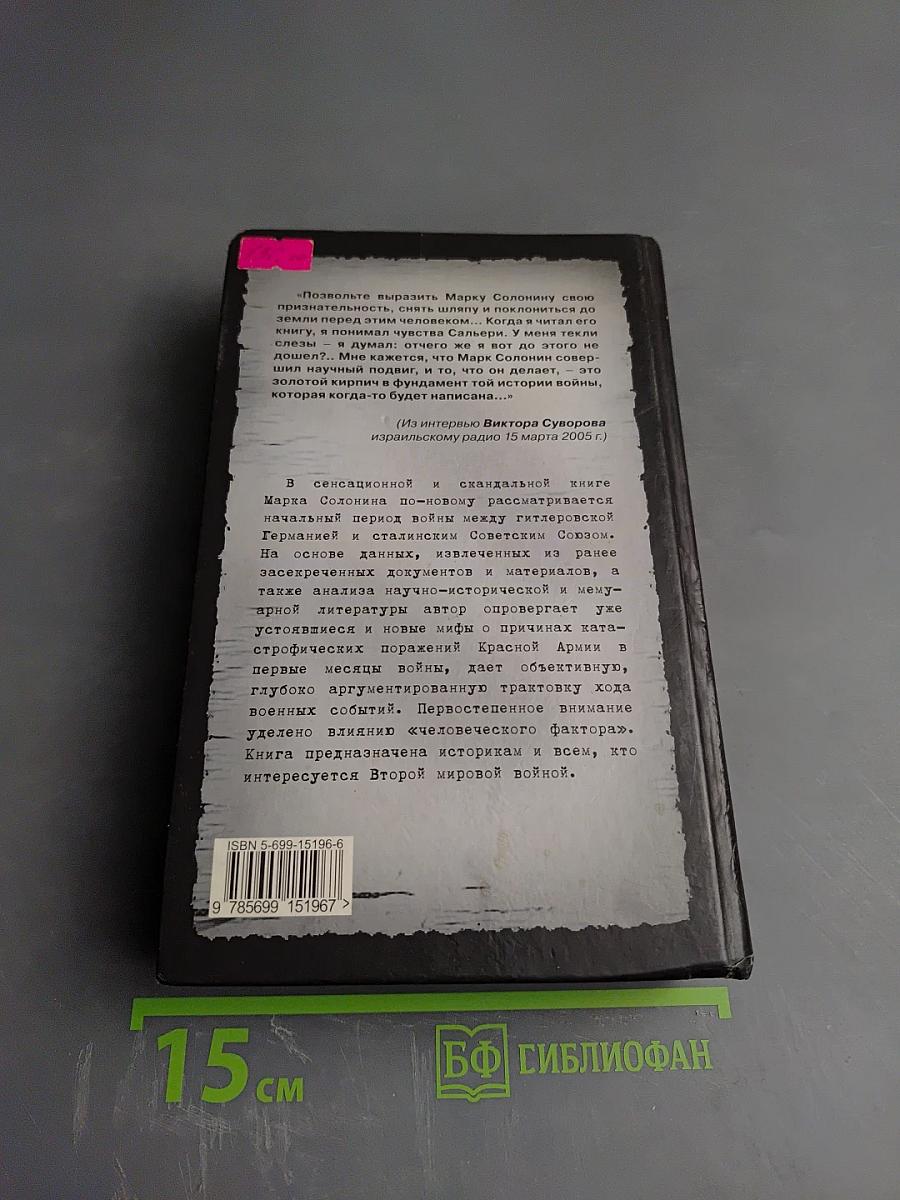 «Позвольте выразить Марку Солонину свою
признательность, снять шляпу и поклониться до
земли перед этим человеком... Когда я читал его
книгу, я понимал чувства Сальери. У меня текли
слезы – я думал: отчего же я вот до этого не
дошел?.. Мне кажется, что Марк Солонин совер-
шил научный подвиг, и то, что он делает, – это
золотой кирпич в фундамент той истории войны,
которая когда-то будет написана...»
(Из интервью Виктора Суворова
израильскому радио 15 марта 2005 г.)
В сенсационной и скандальной книге
Марка Солонина по-новому рассматривается
начальный период войны между гитлеровской
Германией и сталинским Советским Союзом.
На основе данных, извлеченных из ранее
засекреченных документов и материалов, а
также анализа научно-исторической и мему-
арной литературы автор опровергает уже
устоявшиеся и новые мифы о причинах ката-
строфических поражений Красной Армии в
первые месяцы войны, дает объективную,
глубоко аргументированную трактовку хода
военных событий. Первостепенное внимание
уделено влиянию «человеческого фактора».
Книга предназначена историкам и всем, кто
интересуется Второй мировой войной.
ISBN 5-699-15196-6
9 785699 151967 >
15 см
БФ БИБЛИОФАН